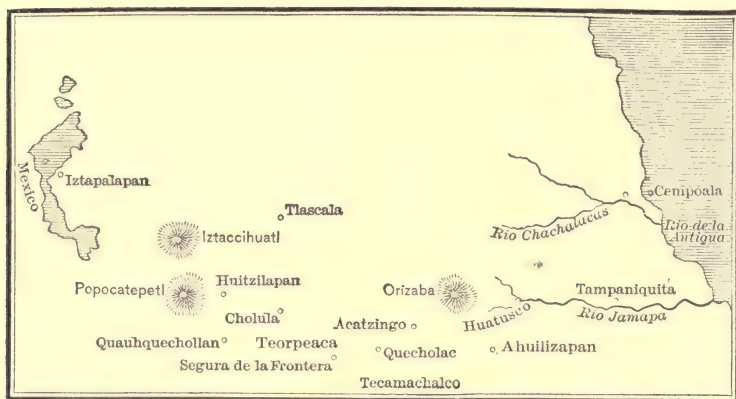 Mexico
Iztapalapan
Tlascala
Iztaccihuatl
Cempoala
Rio Chachalacas
Rio de la
Antigua
Popocatepetl
Huitzilapan
Orizaba
Tampaniquita
Cholula
Acatzingo
Huatusco
Rio Jamapa
Quauhquechollan
Teorpeaca
Quecholac
Ahuilizapan
Segura de la Frontera
Tecamachalco